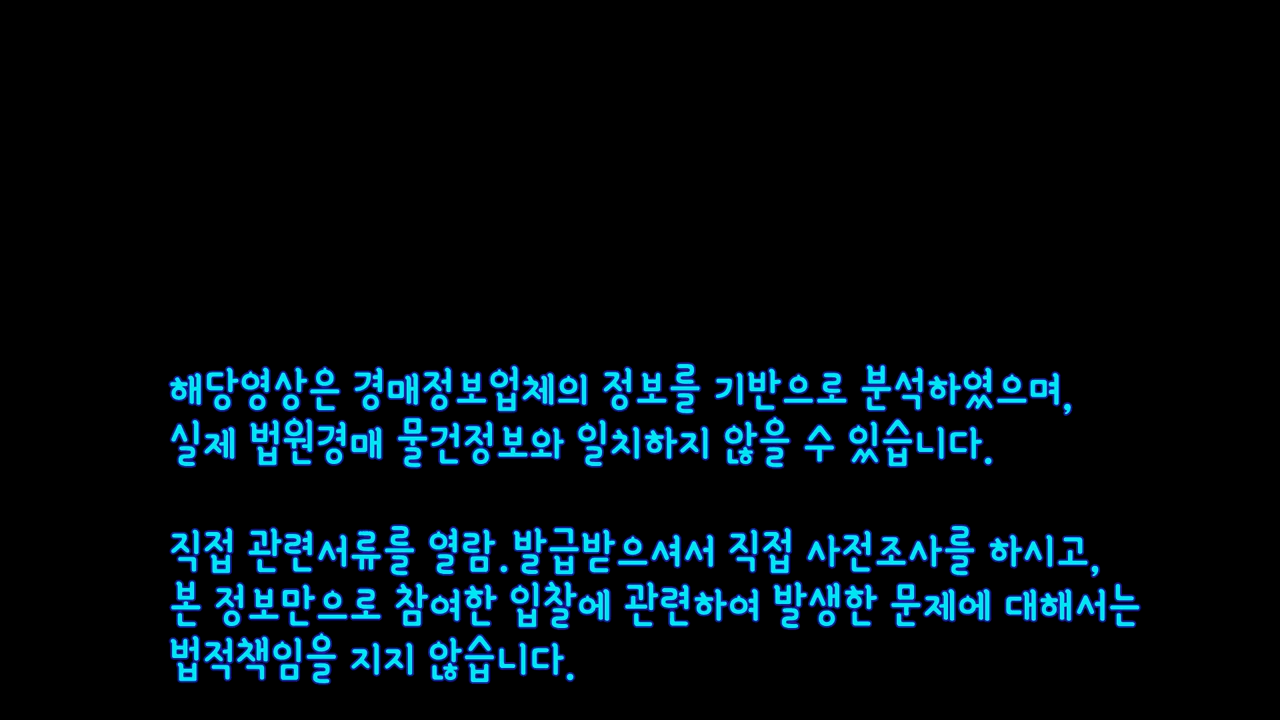 해당영상은 경매정보업체의 정보를 기반으로 분석하였으며,
실제 법원경매 물건정보와 일치하지 않을 수 있습니다.
직접 관련서류를 열람.발급받으셔서 직접 사전조사를 하시고,
본 정보만으로 참여한 입찰에 관련하여 발생한 문제에 대해서는
법적책임을 지지 않습니다.